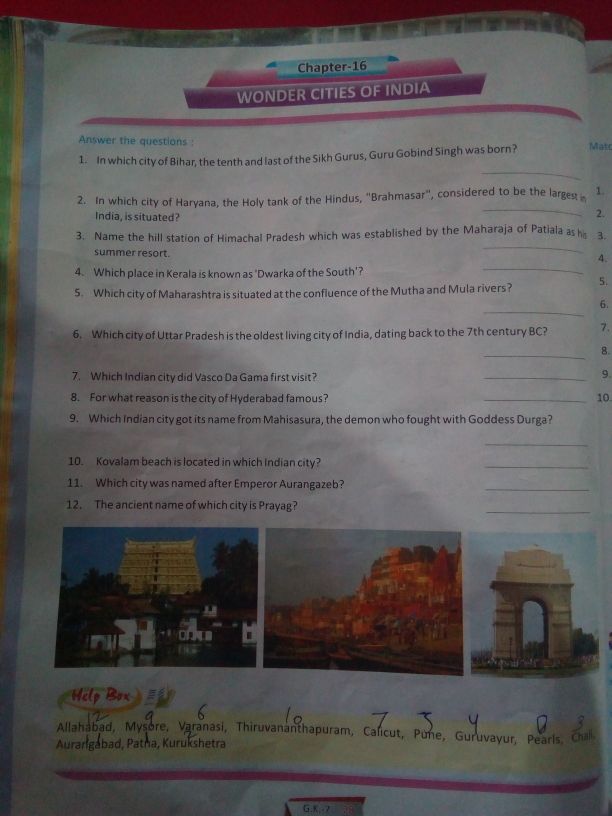 Chapter-16
WONDER CITIES OF INDIA
Answer the questions :
1. In which city of Bihar, the tenth and last of the Sikh Gurus, Guru Gobind Singh was born?
2. In which city of Haryana, the Holy tank of the Hindus, "Brahmasar", considered to be the largest in
India, is situated?
3. Name the hill station of Himachal Pradesh which was established by the Maharaja of Patiala as his
summer resort.
4. Which place in Kerala is known as 'Dwarka of the South'?
5. Which city of Maharashtra is situated at the confluence of the Mutha and Mula rivers?
6. Which city of Uttar Pradesh is the oldest living city of India, dating back to the 7th century BC?
7. Which Indian city did Vasco Da Gama first visit?
8. For what reason is the city of Hyderabad famous?
9. Which Indian city got its name from Mahisasura, the demon who fought with Goddess Durga?
10. Kovalam beach is located in which Indian city?
11. Which city was named after Emperor Aurangazeb?
12. The ancient name of which city is Prayag?
Matc
1.
2.
3.
4.
5.
6.
7.
8.
9.
10.
Help Box
12 9 6 10 7 5 4 8 3
Allahabad, Mysore, Varanasi, Thiruvananthapuram, Calicut, Pune, Guruvayur, Pearls, Chail,
Aurangabad, Patna, Kurukshetra
G.K.-7